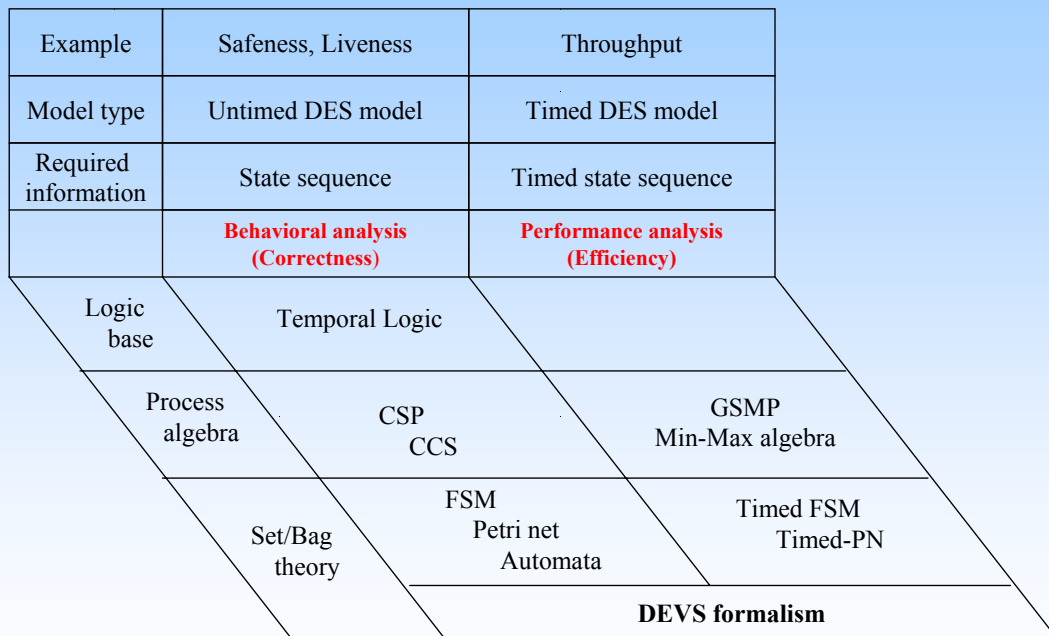 Example
Safeness, Liveness
Throughput
Model type
Untimed DES model
Timed DES model
Required
information
State sequence
Timed state sequence
Behavioral analysis
(Correctness)
Performance analysis
(Efficiency)
Logic
base
Temporal Logic
Process
algebra
CSP
CCS
GSMP
Min-Max algebra
Set/Bag
theory
FSM
Petri net
Automata
Timed FSM
Timed-PN
DEVS formalism